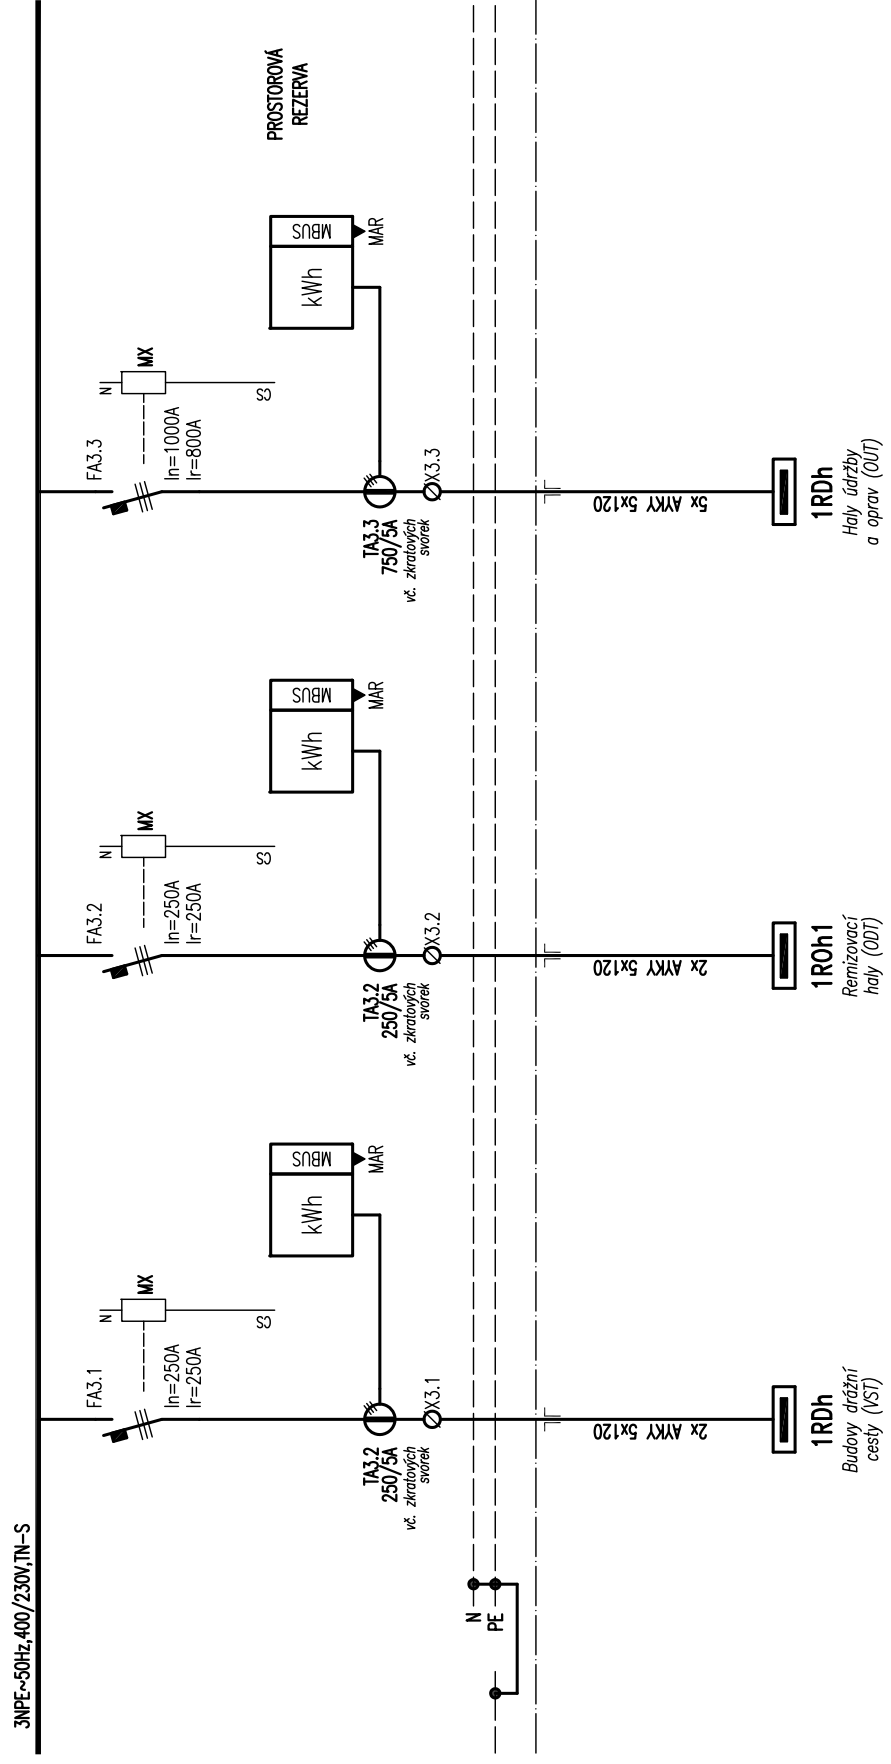 3NPE~50Hz,400/230V,TN-S
FA3.1
N
MX
In=250A
Ir=250A
CS
kWh
MBUS
MAR
TA3.2
250/5A
vč. zkratových
svorek
X3.1
N
PE
2x AYKY 5x120
1RDh
Budovy drážní
cesty (VST)
FA3.2
N
MX
In=250A
Ir=250A
CS
kWh
MBUS
MAR
TA3.2
250/5A
vč. zkratových
svorek
X3.2
2x AYKY 5x120
1ROh1
Remizovací
haly (ODT)
FA3.3
N
MX
In=1000A
Ir=800A
CS
kWh
MBUS
MAR
TA3.3
750/5A
vč. zkratových
svorek
X3.3
5x AYKY 5x120
1RDh
Haly údržby
a oprav (OUT)
PROSTOROVÁ
REZERVA